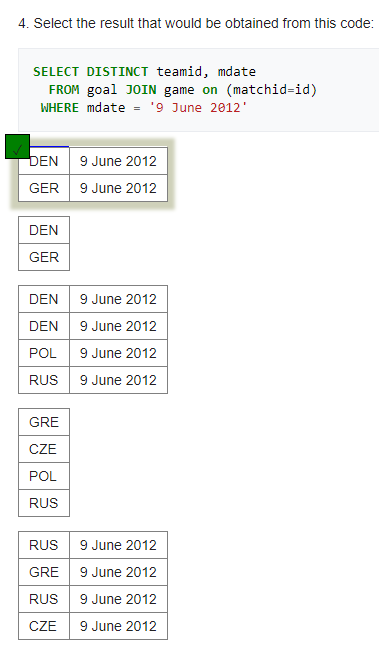 4. Select the result that would be obtained from this code:
SELECT DISTINCT teamid, mdate
FROM goal JOIN game on (matchid=id)
WHERE mdate = '9 June 2012'
DEN 9 June 2012
GER 9 June 2012
DEN
GER
DEN 9 June 2012
DEN 9 June 2012
POL 9 June 2012
RUS 9 June 2012
GRE
CZE
POL
RUS
RUS 9 June 2012
GRE 9 June 2012
RUS 9 June 2012
CZE 9 June 2012